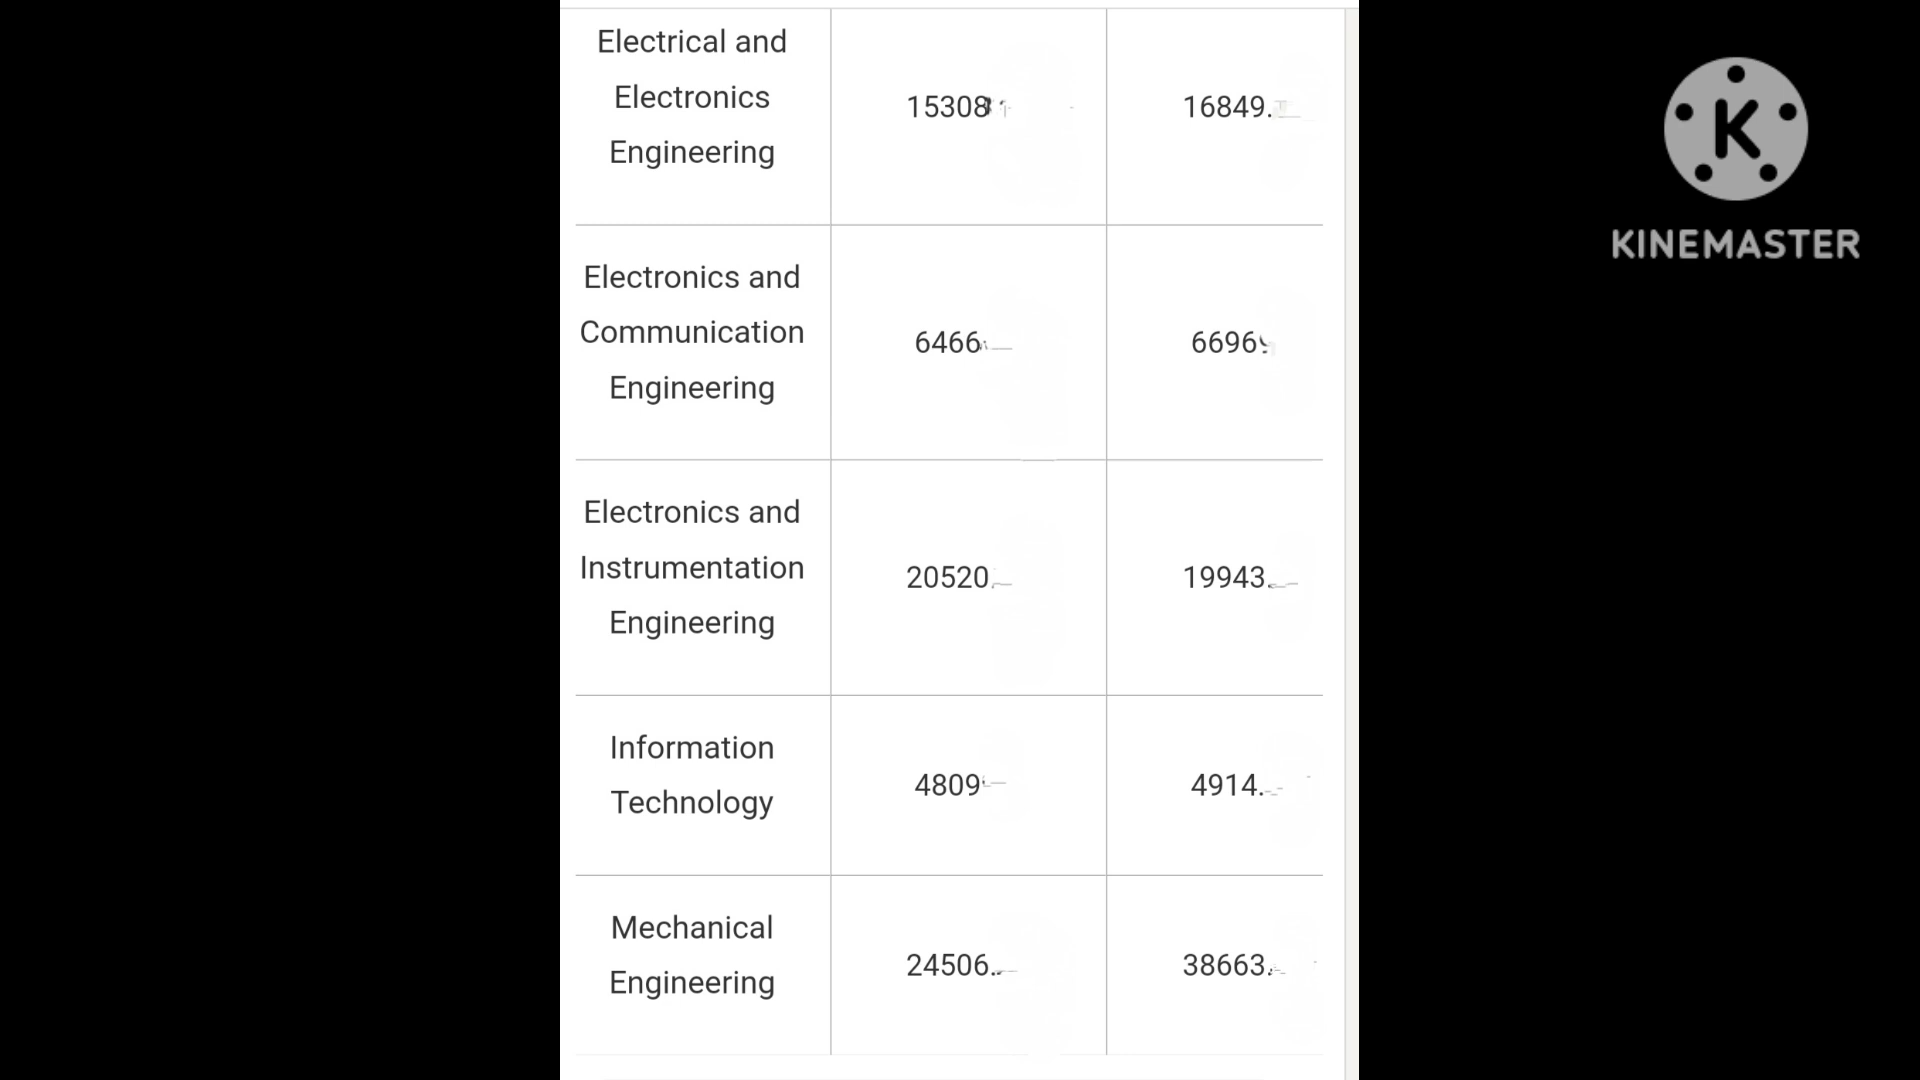 Electrical and
Electronics
Engineering
15308
16849.
Electronics and
Communication
Engineering
6466
6696
Electronics and
Instrumentation
Engineering
20520
19943.
Information
Technology
4809
4914.
Mechanical
Engineering
24506.
38663.
K
KINEMASTER